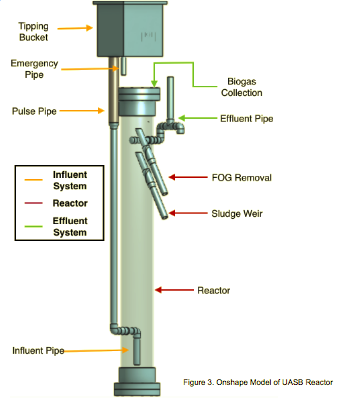 Tipping
Bucket
Emergency
Pipe
Biogas
Collection
Pulse Pipe
Effluent Pipe
Influent
System
Reactor
Effluent
System
FOG Removal
Sludge Weir
Reactor
Influent Pipe
Figure 3. Onshape Model of UASB Reactor